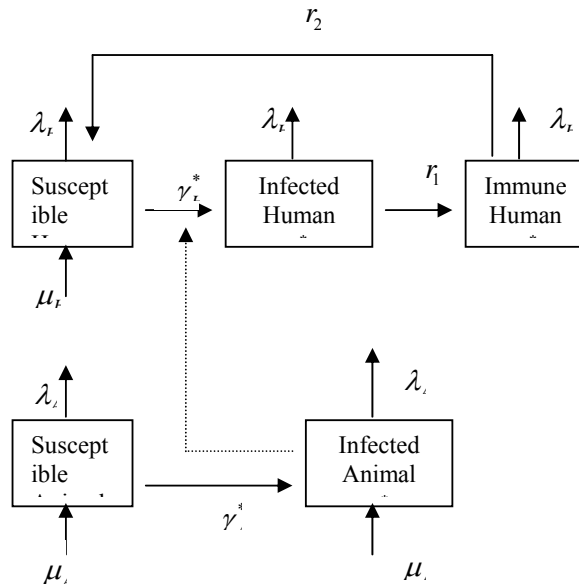 r₂
λ
λ
λ
Suscept
ible
γ*
Infected
Human
*
r₁
Immune
Human
*
μ
λ
λ
Suscept
ible
γ*
Infected
Animal
*
μ
μ